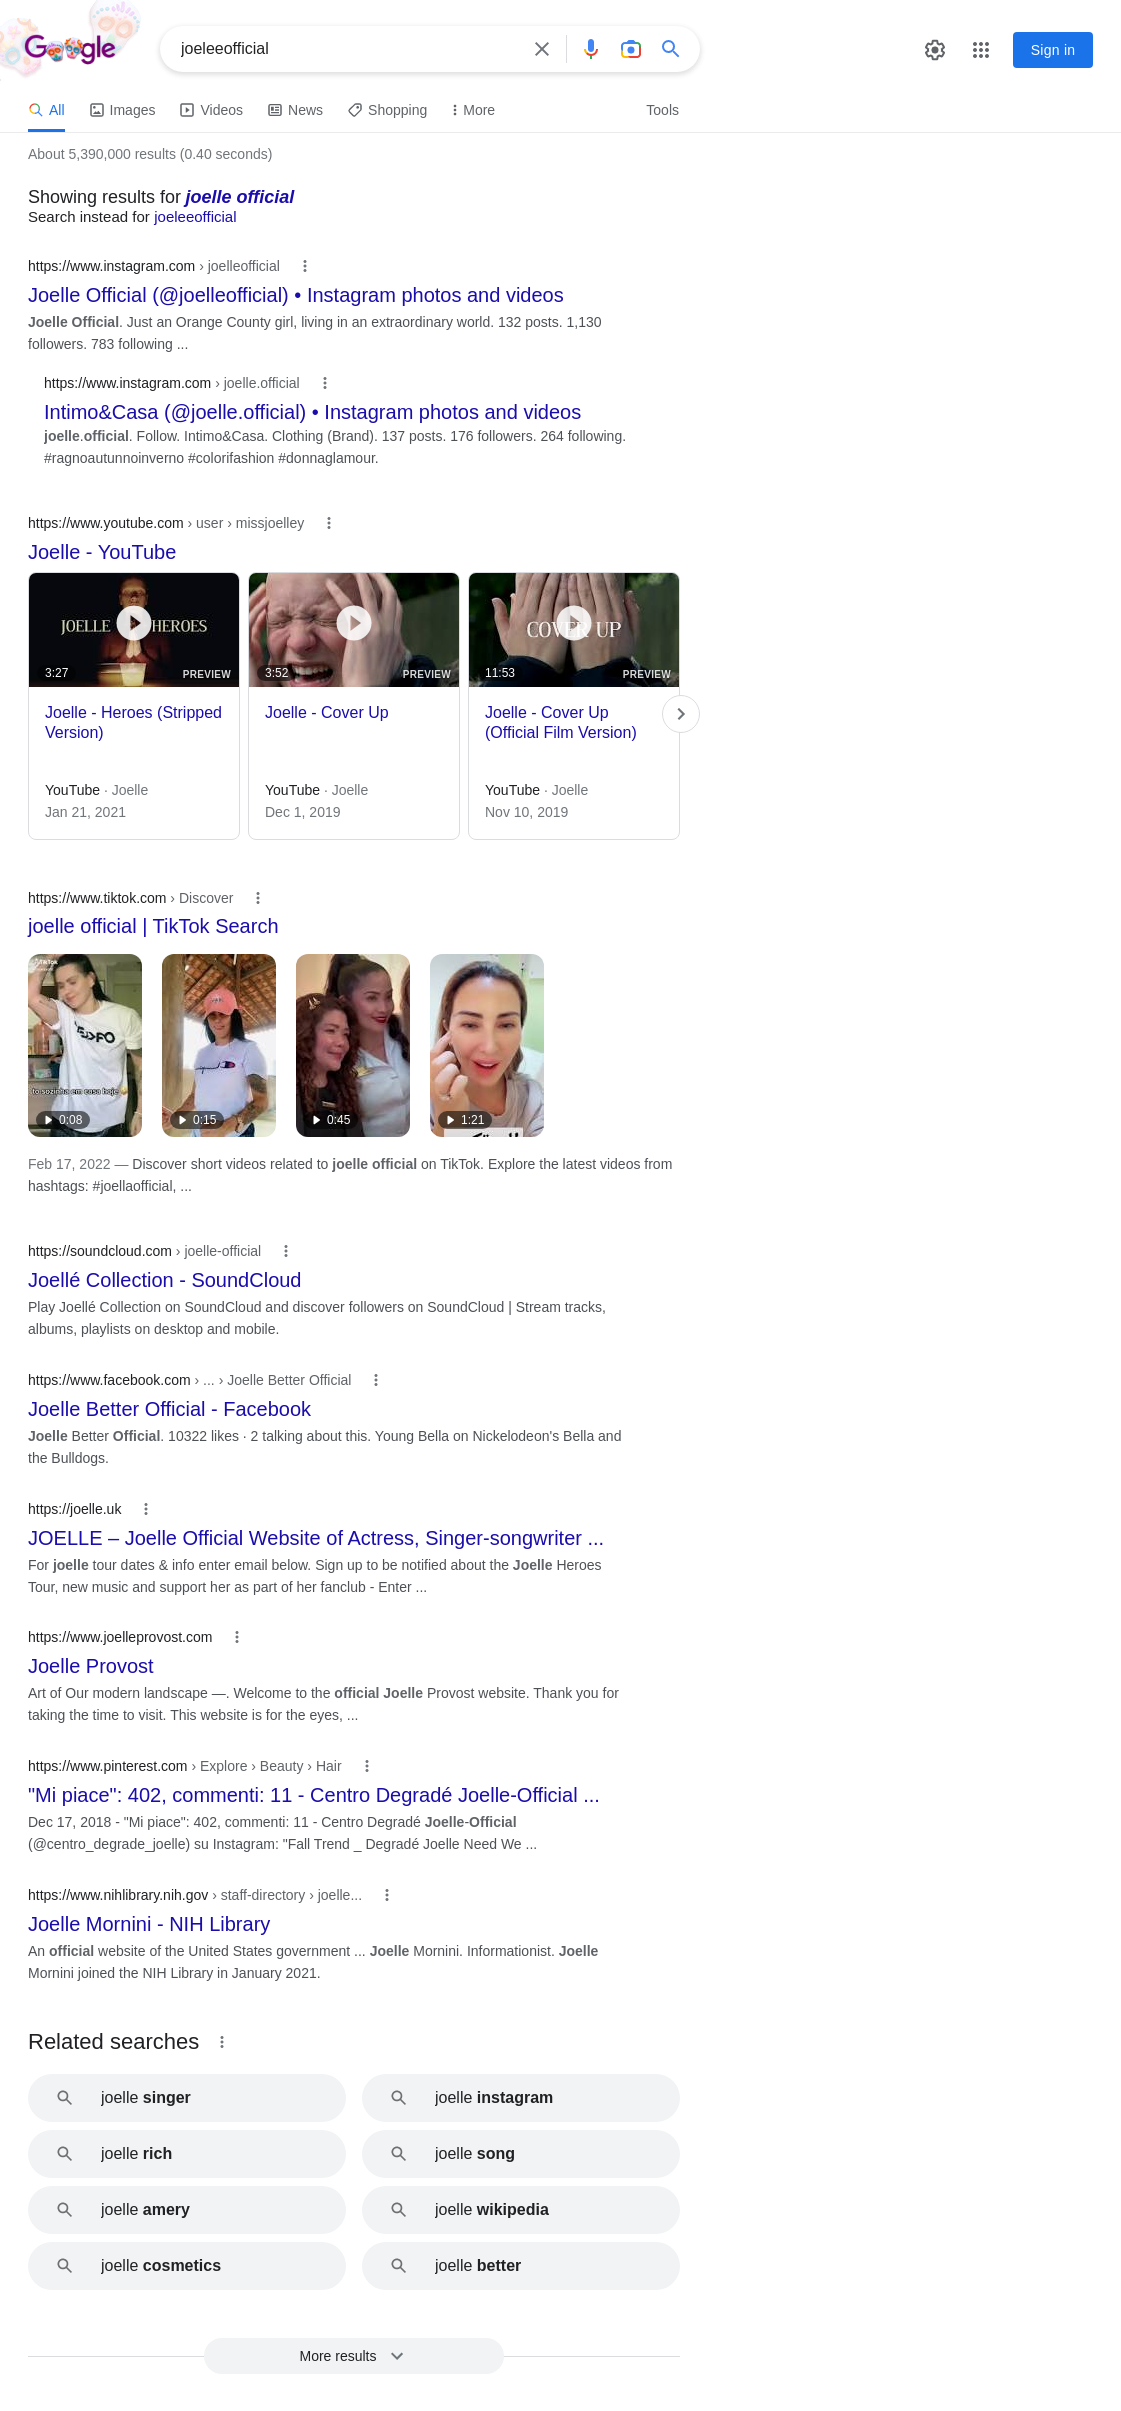 Google
joeleeofficial
Sign in
All
Images
Videos
News
Shopping
More
Tools
About 5,390,000 results (0.40 seconds)
Showing results for joelle official
Search instead for joeleeofficial
https://www.instagram.com › joelleofficial
Joelle Official (@joelleofficial) • Instagram photos and videos
Joelle Official. Just an Orange County girl, living in an extraordinary world. 132 posts. 1,130
followers. 783 following ...
https://www.instagram.com › joelle.official
Intimo&Casa (@joelle.official) • Instagram photos and videos
joelle.official. Follow. Intimo&Casa. Clothing (Brand). 137 posts. 176 followers. 264 following.
#ragnoautunnoinverno #colorifashion #donnaglamour.
https://www.youtube.com › user › missjoelley
Joelle - YouTube
JOELLE HEROES
3:27
PREVIEW
Joelle - Heroes (Stripped
Version)
YouTube · Joelle
Jan 21, 2021
3:52
PREVIEW
Joelle - Cover Up
YouTube · Joelle
Dec 1, 2019
COVER UP
11:53
PREVIEW
Joelle - Cover Up
(Official Film Version)
YouTube · Joelle
Nov 10, 2019
https://www.tiktok.com › Discover
joelle official | TikTok Search
TikTok
to sozinha em casa hoje
0:08
0:15
0:45
1:21
Feb 17, 2022 — Discover short videos related to joelle official on TikTok. Explore the latest videos from
hashtags: #joellaofficial, ...
https://soundcloud.com › joelle-official
Joellé Collection - SoundCloud
Play Joellé Collection on SoundCloud and discover followers on SoundCloud | Stream tracks,
albums, playlists on desktop and mobile.
https://www.facebook.com › ... › Joelle Better Official
Joelle Better Official - Facebook
Joelle Better Official. 10322 likes · 2 talking about this. Young Bella on Nickelodeon's Bella and
the Bulldogs.
https://joelle.uk
JOELLE – Joelle Official Website of Actress, Singer-songwriter ...
For joelle tour dates & info enter email below. Sign up to be notified about the Joelle Heroes
Tour, new music and support her as part of her fanclub - Enter ...
https://www.joelleprovost.com
Joelle Provost
Art of Our modern landscape —. Welcome to the official Joelle Provost website. Thank you for
taking the time to visit. This website is for the eyes, ...
https://www.pinterest.com › Explore › Beauty › Hair
"Mi piace": 402, commenti: 11 - Centro Degradé Joelle-Official ...
Dec 17, 2018 - "Mi piace": 402, commenti: 11 - Centro Degradé Joelle-Official
(@centro_degrade_joelle) su Instagram: "Fall Trend _ Degradé Joelle Need We ...
https://www.nihlibrary.nih.gov › staff-directory › joelle...
Joelle Mornini - NIH Library
An official website of the United States government ... Joelle Mornini. Informationist. Joelle
Mornini joined the NIH Library in January 2021.
Related searches
joelle singer
joelle instagram
joelle rich
joelle song
joelle amery
joelle wikipedia
joelle cosmetics
joelle better
More results